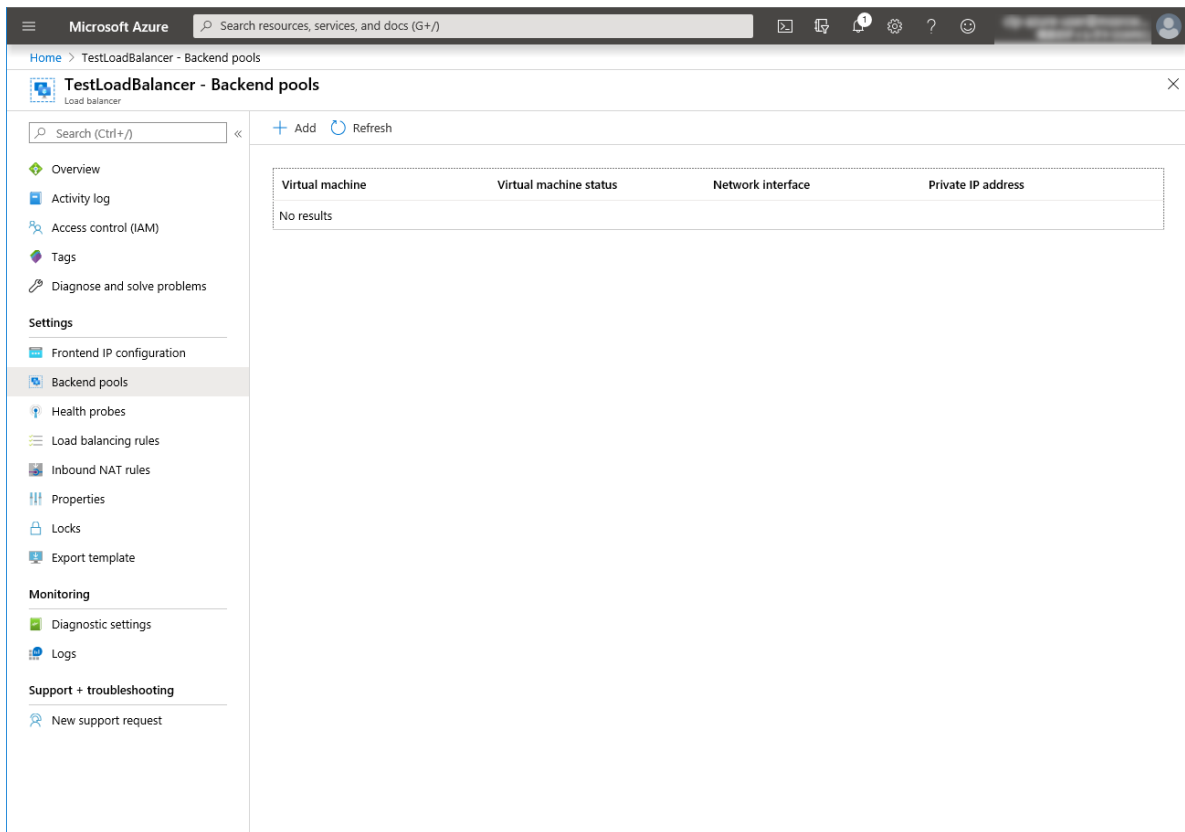 Microsoft Azure
Search resources, services, and docs (G+/)
1
Home > TestLoadBalancer - Backend pools
TestLoadBalancer - Backend pools
Load balancer
Search (Ctrl+/)
«
+ Add
Refresh
Overview
Activity log
Access control (IAM)
Tags
Diagnose and solve problems
Settings
Frontend IP configuration
Backend pools
Health probes
Load balancing rules
Inbound NAT rules
Properties
Locks
Export template
Monitoring
Diagnostic settings
Logs
Support + troubleshooting
New support request
Virtual machine Virtual machine status Network interface Private IP address
No results